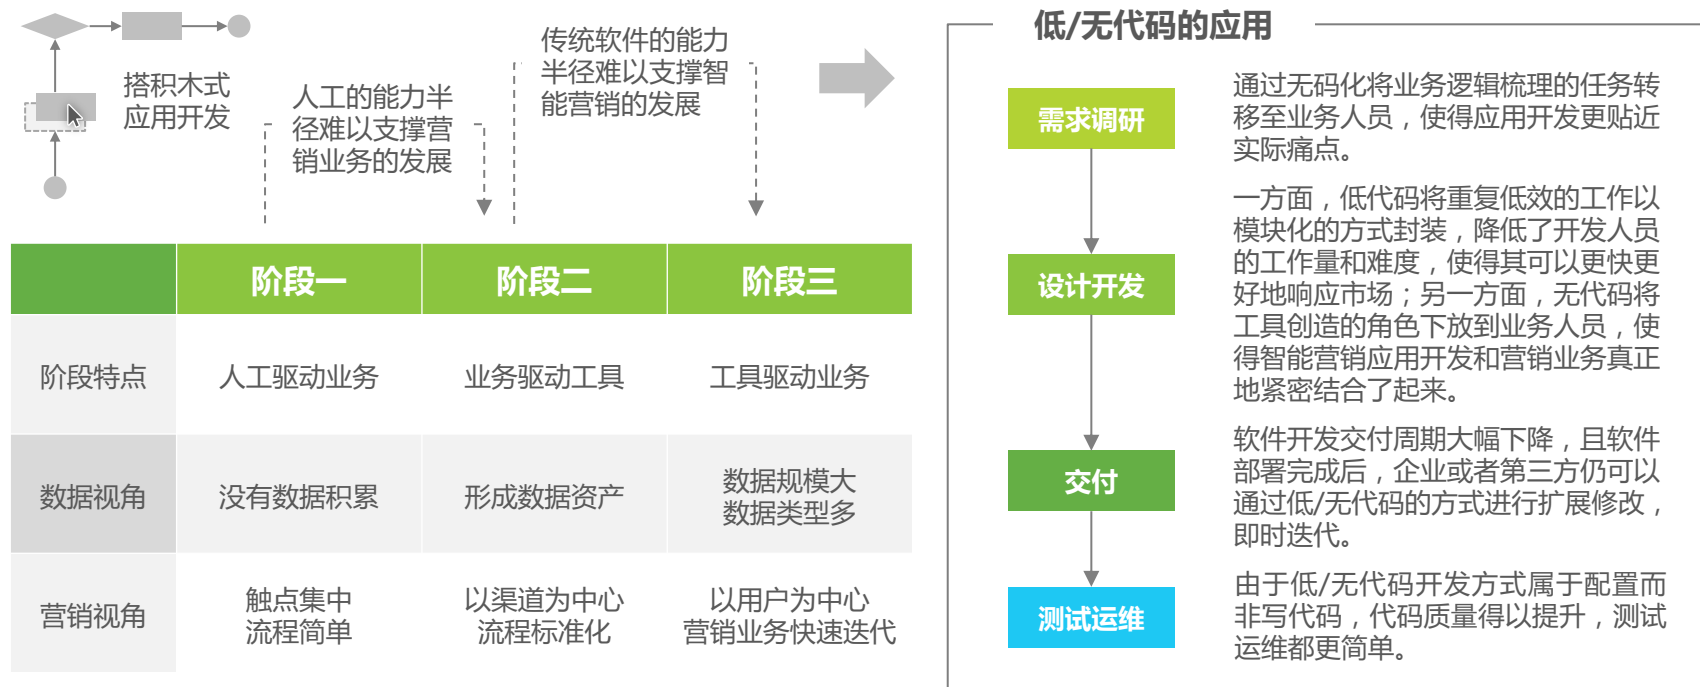 搭积木式
应用开发
人工的能力半
径难以支撑营
销业务的发展
传统软件的能力
半径难以支撑智
能营销的发展
阶段一 阶段二 阶段三
阶段特点 人工驱动业务 业务驱动工具 工具驱动业务
数据视角 没有数据积累 形成数据资产 数据规模大
数据类型多
营销视角 触点集中 以渠道为中心 以用户为中心
流程简单 流程标准化 营销业务快速迭代
低/无代码的应用
需求调研
通过无码化将业务逻辑梳理的任务转
移至业务人员，使得应用开发更贴近
实际痛点。
设计开发
一方面，低代码将重复低效的工作以
模块化的方式封装，降低了开发人员
的工作量和难度，使得其可以更快更
好地响应市场；另一方面，无代码将
工具创造的角色下放到业务人员，使
得智能营销应用开发和营销业务真正
地紧密结合了起来。
交付
软件开发交付周期大幅下降，且软件
部署完成后，企业或者第三方仍可以
通过低/无代码的方式进行扩展修改，
即时迭代。
测试运维
由于低/无代码开发方式属于配置而
非写代码，代码质量得以提升，测试
运维都更简单。